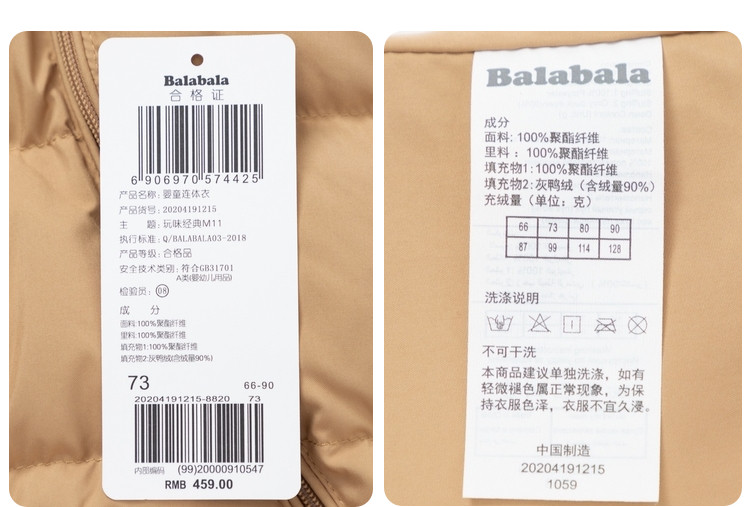 Balabala
合格证
6 906970 574425
产品名称: 婴童连体衣
产品货号: 20204191215
主 题: 玩味经典M11
执行标准: Q/BALABALA03-2018
产品等级: 合格品
安全技术类别: 符合GB31701
A类(婴幼儿用品)
检验员: 08
成 分
面料:100%聚酯纤维
里料:100%聚酯纤维
填充物1:100%聚酯纤维
填充物2:灰鸭绒(含绒量90%)
73 66-90
20204191215-8820 73
内部编码 (99)20000910547
RMB 459.00
Balabala
成分
面料: 100%聚酯纤维
里料: 100%聚酯纤维
填充物1: 100%聚酯纤维
填充物2: 灰鸭绒（含绒量90%）
充绒量（单位: 克）
66 73 80 90
87 99 114 128
洗涤说明
不可干洗
本商品建议单独洗涤，如有
轻微褪色属正常现象，为保
持衣服色泽，衣服不宜久浸。
中国制造
20204191215
1059